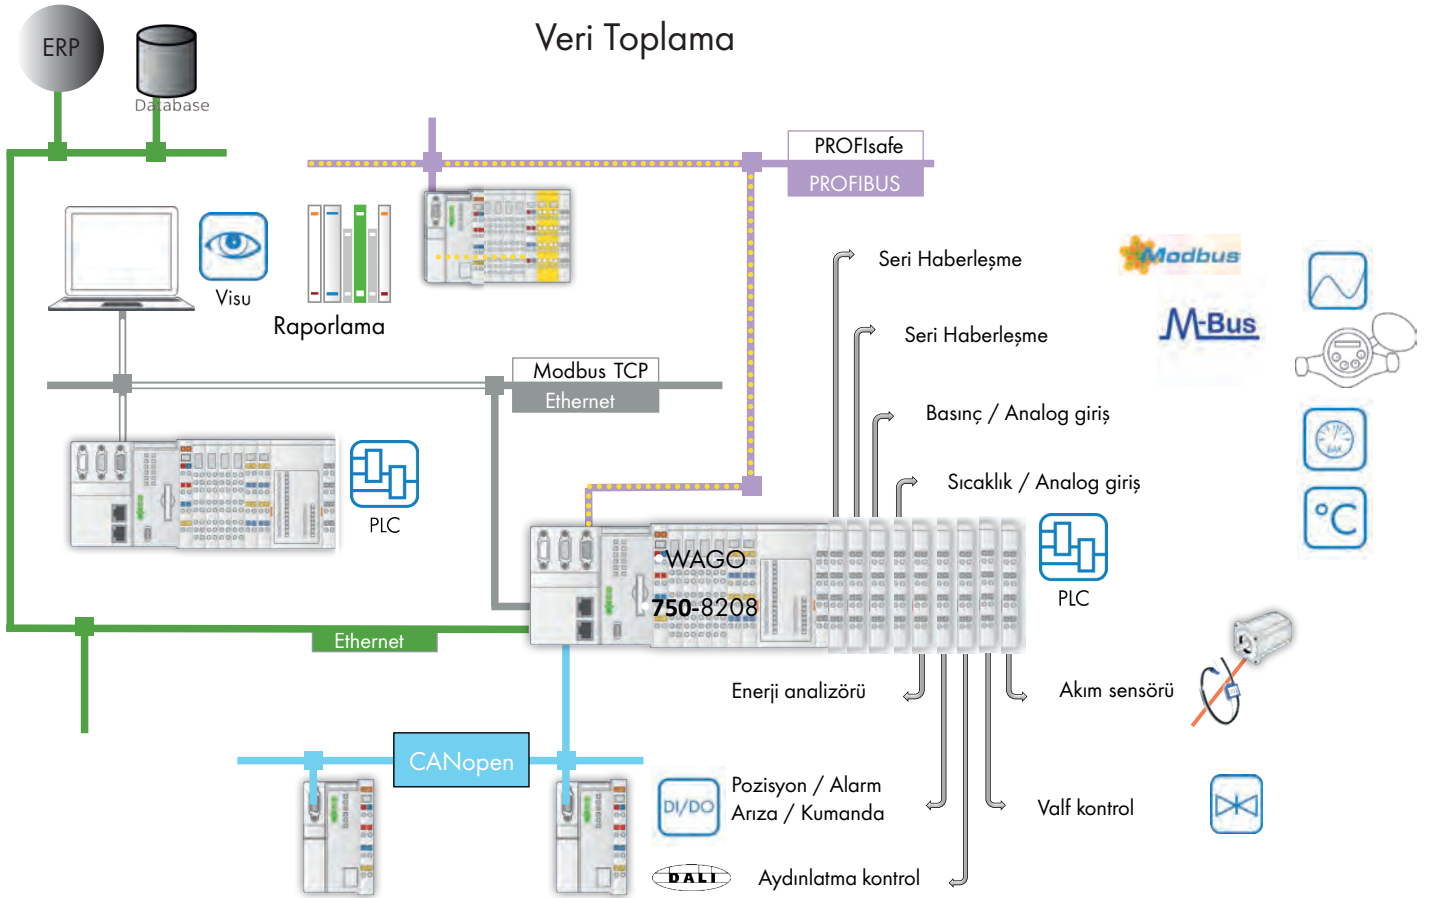 Veri Toplama
ERP
Database
PROFIsafe
PROFIBUS
Visu
Raporlama
Seri Haberleşme
Modbus
Seri Haberleşme
M-Bus
Modbus TCP
Ethernet
Basınç / Analog giriş
BAR
Sıcaklık / Analog giriş
°C
PLC
WAGO
750-8208
PLC
Ethernet
Enerji analizörü
Akım sensörü
CANopen
DI/DO
Pozisyon / Alarm
Arıza / Kumanda
Valf kontrol
DALI
Aydınlatma kontrol